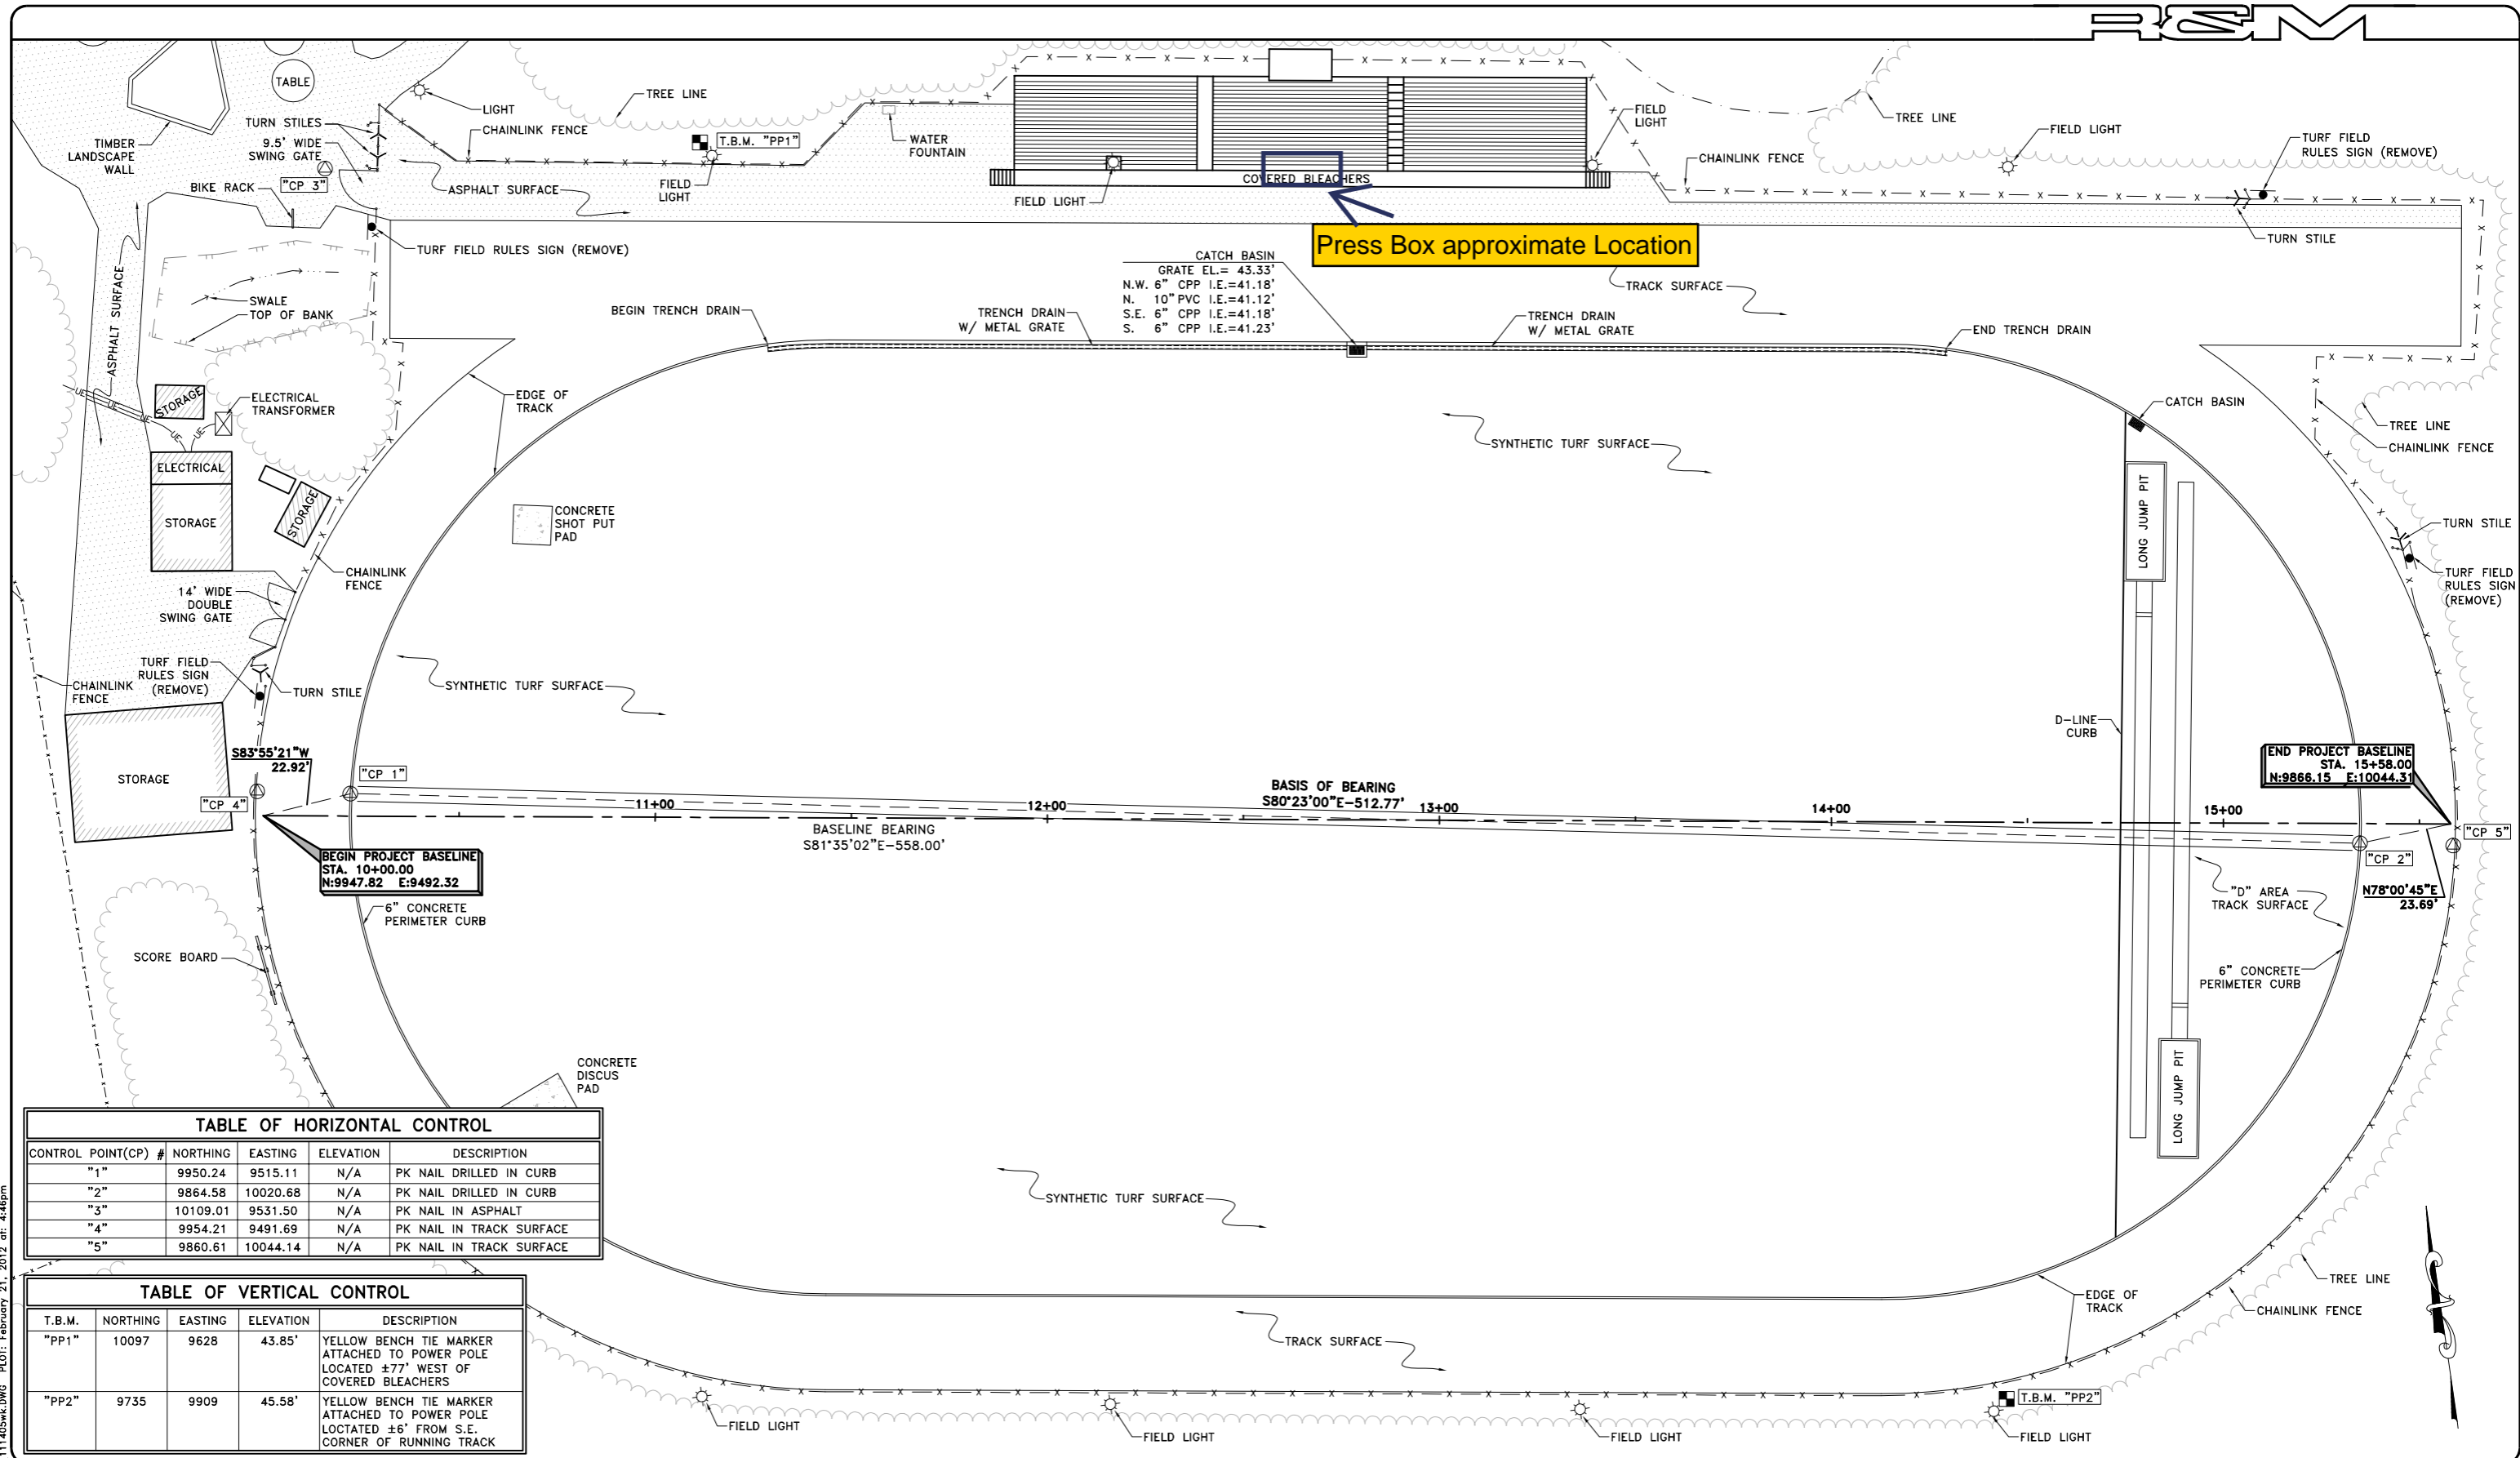 R&M
TABLE
LIGHT
TREE LINE
TURN STILES
CHAINLINK FENCE
TIMBER
LANDSCAPE
WALL
9.5' WIDE
SWING GATE
T.B.M. "PP1"
WATER
FOUNTAIN
FIELD
LIGHT
TREE LINE
FIELD LIGHT
TURF FIELD
RULES SIGN (REMOVE)
CHAINLINK FENCE
"CP 3"
BIKE RACK
ASPHALT SURFACE
FIELD
LIGHT
FIELD LIGHT
COVERED BLEACHERS
TURN STILE
Press Box approximate Location
TURF FIELD RULES SIGN (REMOVE)
ASPHALT SURFACE
SWALE
TOP OF BANK
BEGIN TRENCH DRAIN
TRENCH DRAIN
W/ METAL GRATE
CATCH BASIN
GRATE EL.= 43.33'
N.W. 6" CPP I.E.=41.18'
N. 10" PVC I.E.=41.12'
S.E. 6" CPP I.E.=41.18'
S. 6" CPP I.E.=41.23'
TRACK SURFACE
TRENCH DRAIN
W/ METAL GRATE
END TRENCH DRAIN
UE UE UE UE UE
STORAGE
ELECTRICAL
TRANSFORMER
EDGE OF
TRACK
SYNTHETIC TURF SURFACE
CATCH BASIN
TREE LINE
CHAINLINK FENCE
ELECTRICAL
STORAGE
STORAGE
CONCRETE
SHOT PUT
PAD
LONG JUMP PIT
TURN STILE
TURF FIELD
RULES SIGN
(REMOVE)
CHAINLINK
FENCE
14' WIDE
DOUBLE
SWING GATE
TURF FIELD
RULES SIGN
(REMOVE)
CHAINLINK
FENCE
TURN STILE
SYNTHETIC TURF SURFACE
D-LINE
CURB
STORAGE
S83°55'21"W
22.92'
"CP 1"
"CP 4"
BASIS OF BEARING
S80°23'00"E-512.77'
11+00
12+00
13+00
14+00
15+00
BASELINE BEARING
S81°35'02"E-558.00'
END PROJECT BASELINE
STA. 15+58.00
N:9866.15 E:10044.31
"CP 5"
"CP 2"
BEGIN PROJECT BASELINE
STA. 10+00.00
N:9947.82 E:9492.32
6" CONCRETE
PERIMETER CURB
"D" AREA
TRACK SURFACE
N78°00'45"E
23.69'
SCORE BOARD
6" CONCRETE
PERIMETER CURB
CONCRETE
DISCUS
PAD
LONG JUMP PIT
TABLE OF HORIZONTAL CONTROL
CONTROL POINT(CP) # NORTHING EASTING ELEVATION DESCRIPTION
"1" 9950.24 9515.11 N/A PK NAIL DRILLED IN CURB
"2" 9864.58 10020.68 N/A PK NAIL DRILLED IN CURB
"3" 10109.01 9531.50 N/A PK NAIL IN ASPHALT
"4" 9954.21 9491.69 N/A PK NAIL IN TRACK SURFACE
"5" 9860.61 10044.14 N/A PK NAIL IN TRACK SURFACE
SYNTHETIC TURF SURFACE
TABLE OF VERTICAL CONTROL
T.B.M. NORTHING EASTING ELEVATION DESCRIPTION
"PP1" 10097 9628 43.85' YELLOW BENCH TIE MARKER
ATTACHED TO POWER POLE
LOCATED ±77' WEST OF
COVERED BLEACHERS
"PP2" 9735 9909 45.58' YELLOW BENCH TIE MARKER
ATTACHED TO POWER POLE
LOCTATED ±6' FROM S.E.
CORNER OF RUNNING TRACK
TRACK SURFACE
EDGE OF
TRACK
TREE LINE
CHAINLINK FENCE
T.B.M. "PP2"
FIELD LIGHT
FIELD LIGHT
FIELD LIGHT
FIELD LIGHT
111405wk.DWG PLOT: February 21, 2012 at: 4:46pm